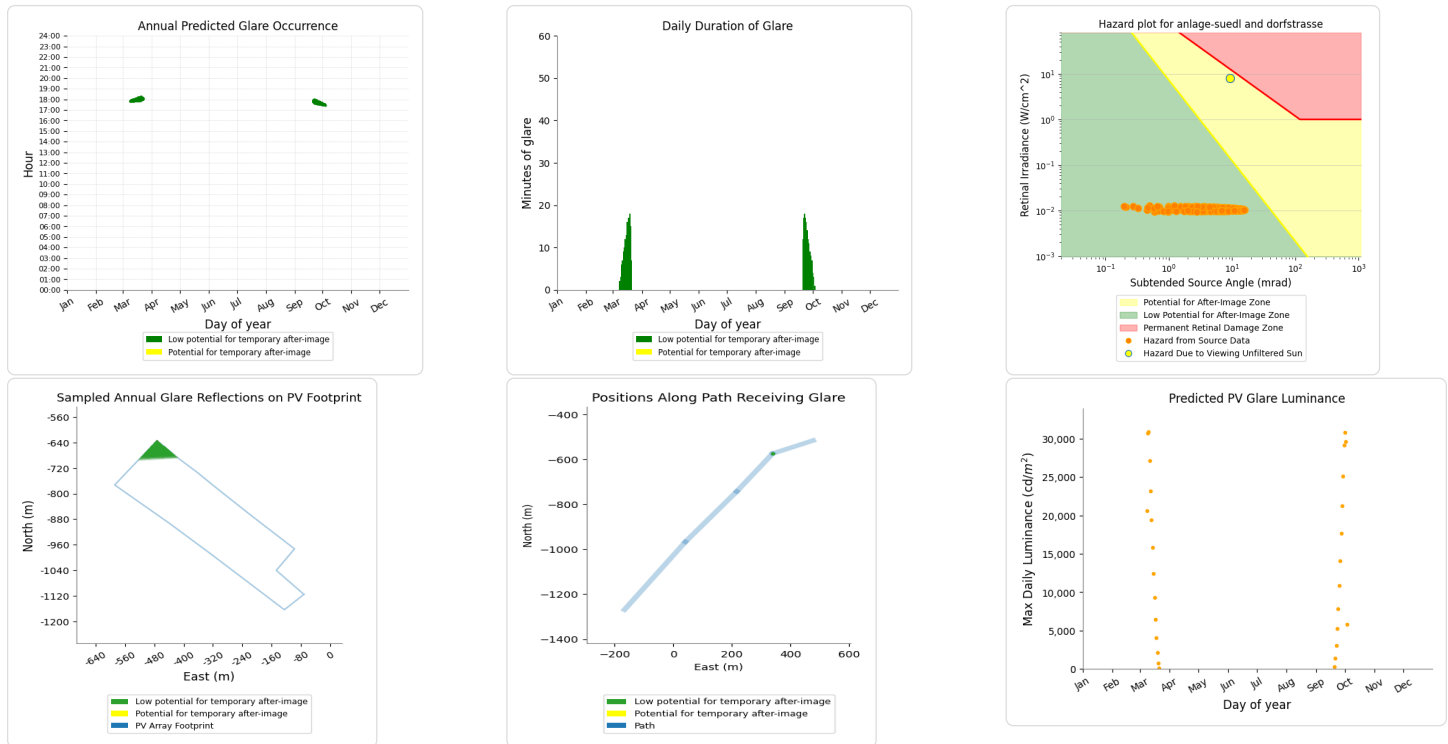 Annual Predicted Glare Occurrence
24:00
23:00
22:00
21:00
20:00
19:00
18:00
17:00
16:00
15:00
14:00
13:00
12:00
11:00
10:00
09:00
08:00
07:00
06:00
05:00
04:00
03:00
02:00
01:00
00:00
Hour
Jan Feb Mar Apr May Jun Jul Aug Sep Oct Nov Dec
Day of year
Low potential for temporary after-image
Potential for temporary after-image
Daily Duration of Glare
60
50
40
30
20
10
0
Minutes of glare
Jan Feb Mar Apr May Jun Jul Aug Sep Oct Nov Dec
Day of year
Low potential for temporary after-image
Potential for temporary after-image
Hazard plot for anlage-suedl and dorfstrasse
10^1
10^0
10^−1
10^−2
10^−3
Retinal Irradiance (W/cm^2)
10^−1 10^0 10^1 10^2 10^3
Subtended Source Angle (mrad)
Potential for After-Image Zone
Low Potential for After-Image Zone
Permanent Retinal Damage Zone
Hazard from Source Data
Hazard Due to Viewing Unfiltered Sun
Sampled Annual Glare Reflections on PV Footprint
-560
-640
-720
-800
-880
-960
-1040
-1120
-1200
North (m)
-640 -560 -480 -400 -320 -240 -160 -80 0
East (m)
Low potential for temporary after-image
Potential for temporary after-image
PV Array Footprint
Positions Along Path Receiving Glare
−400
−600
−800
−1000
−1200
−1400
North (m)
−200 0 200 400 600
East (m)
Low potential for temporary after-image
Potential for temporary after-image
Path
Predicted PV Glare Luminance
30,000
25,000
20,000
15,000
10,000
5,000
0
Max Daily Luminance (cd/m²)
Jan Feb Mar Apr May Jun Jul Aug Sep Oct Nov Dec
Day of year